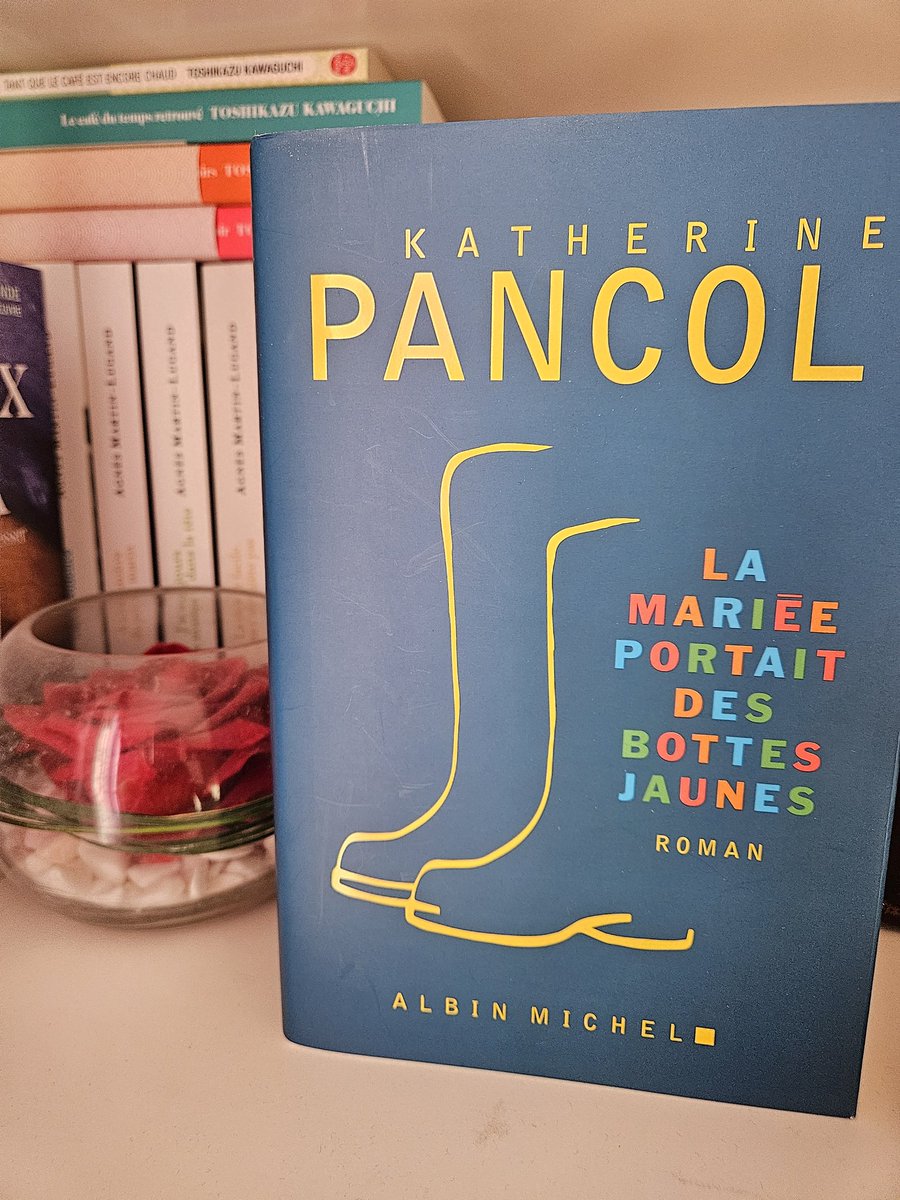 TANT QUE LE CAFÉ EST ENCORE CHAUD TOSHIKAZU KAWAGUCHI
Le café du temps retrouvé TOSHIKAZU KAWAGUCHI
KATHERINE
PANCOL
LA
MARIĒE
PORTAIT
DES
BOTTES
JAUNES
ROMAN
ALBIN MICHEL
AGNÈS MARTIN-LUGAND
AGNÈS MARTIN-LUGAND
AGNÈS MARTIN-LUGAND
X